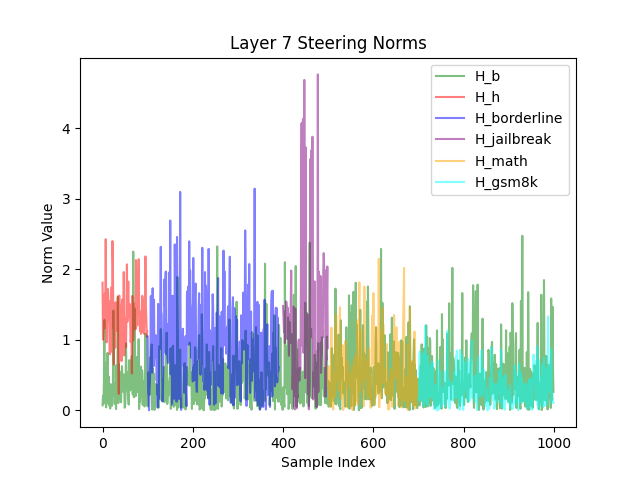 Layer 7 Steering Norms
H_b
H_h
H_borderline
H_jailbreak
H_math
H_gsm8k
Norm Value
4
3
2
1
0
0 200 400 600 800 1000
Sample Index